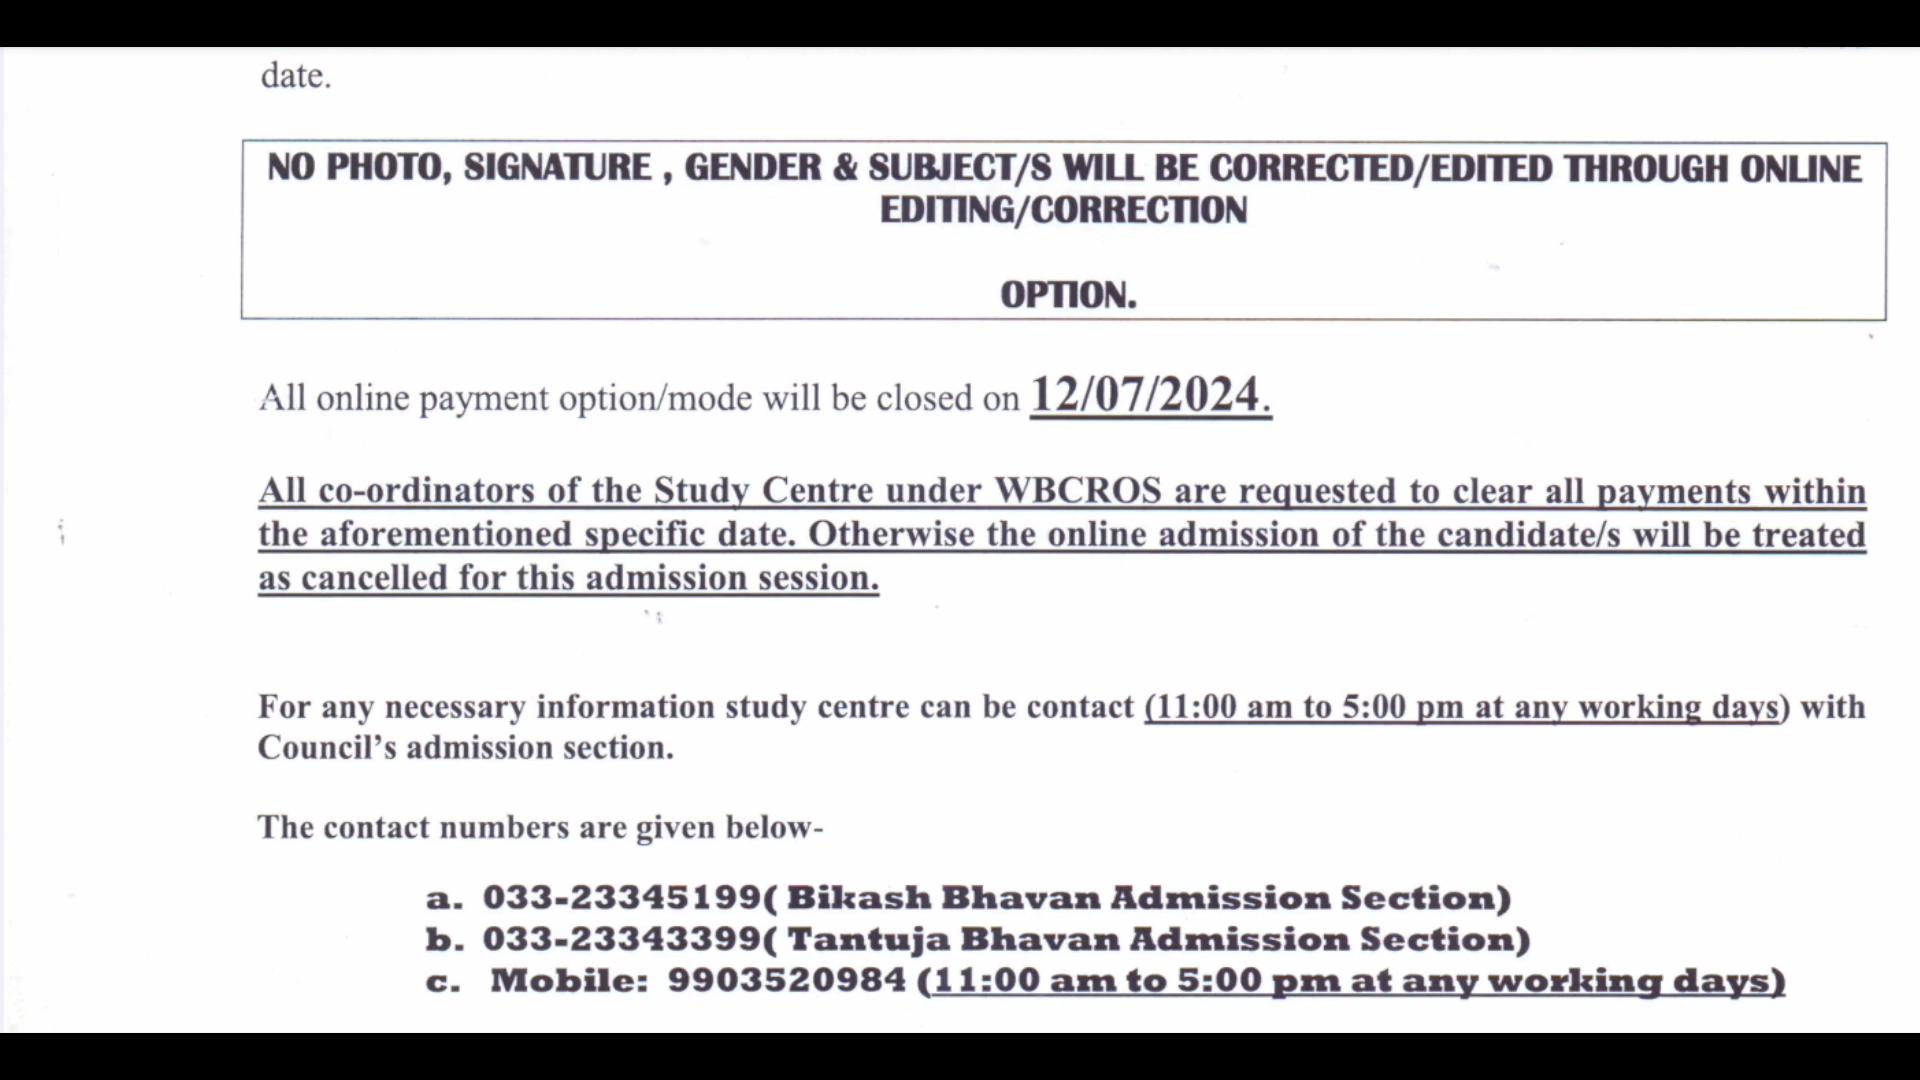 date.
NO PHOTO, SIGNATURE , GENDER & SUBJECT/S WILL BE CORRECTED/EDITED THROUGH ONLINE
EDITING/CORRECTION
OPTION.
All online payment option/mode will be closed on 12/07/2024.
All co-ordinators of the Study Centre under WBCROS are requested to clear all payments within
the aforementioned specific date. Otherwise the online admission of the candidate/s will be treated
as cancelled for this admission session.
For any necessary information study centre can be contact (11:00 am to 5:00 pm at any working days) with
Council's admission section.
The contact numbers are given below-
a. 033-23345199( Bikash Bhavan Admission Section)
b. 033-23343399( Tantuja Bhavan Admission Section)
c. Mobile: 9903520984 (11:00 am to 5:00 pm at any working days)